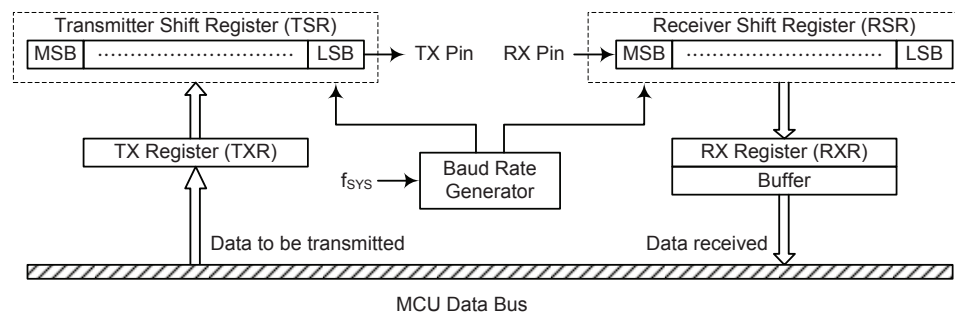 Transmitter Shift Register (TSR)
MSB ................................ LSB
TX Pin
RX Pin
Receiver Shift Register (RSR)
MSB ................................ LSB
TX Register (TXR)
fSYS
Baud Rate
Generator
RX Register (RXR)
Buffer
Data to be transmitted
Data received
MCU Data Bus